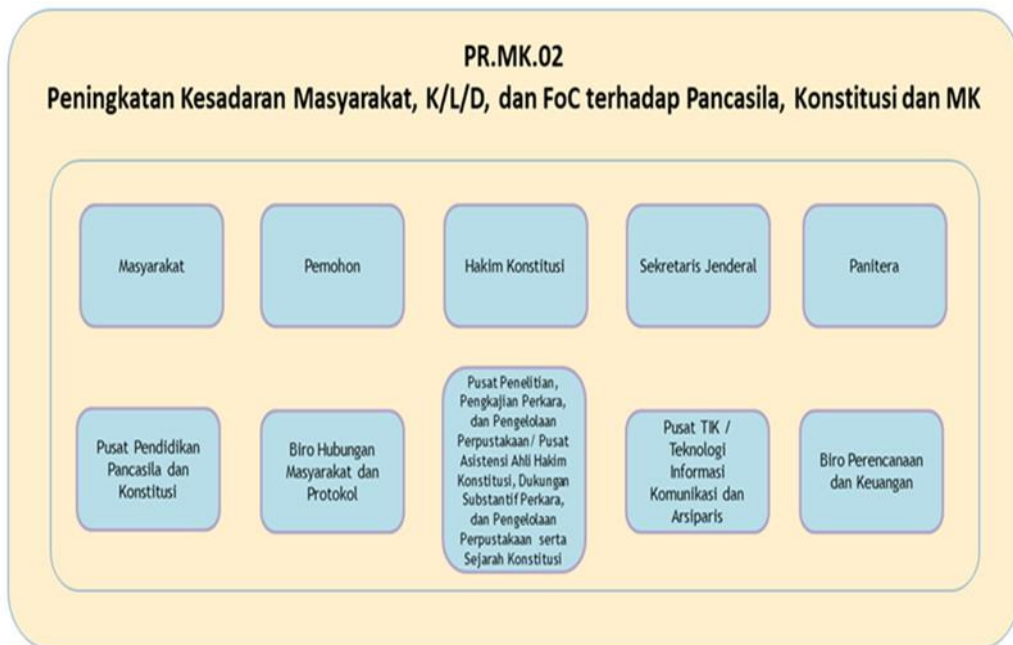 PR.MK.02
Peningkatan Kesadaran Masyarakat, K/L/D, dan FoC terhadap Pancasila, Konstitusi dan MK
Masyarakat
Pemohon
Hakim Konstitusi
Sekretaris Jenderal
Panitera
Pusat Pendidikan
Pancasila dan
Konstitusi
Biro Hubungan
Masyarakat dan
Protokol
Pusat Penelitian,
Pengkajian Perkara,
dan Pengelolaan
Perpustakaan/ Pusat
Asistensi Ahli Hakim
Konstitusi, Dukungan
Substantif Perkara,
dan Pengelolaan
Perpustakaan serta
Sejarah Konstitusi
Pusat TIK /
Teknologi
Informasi
Komunikasi dan
Arsiparis
Biro Perencanaan
dan Keuangan